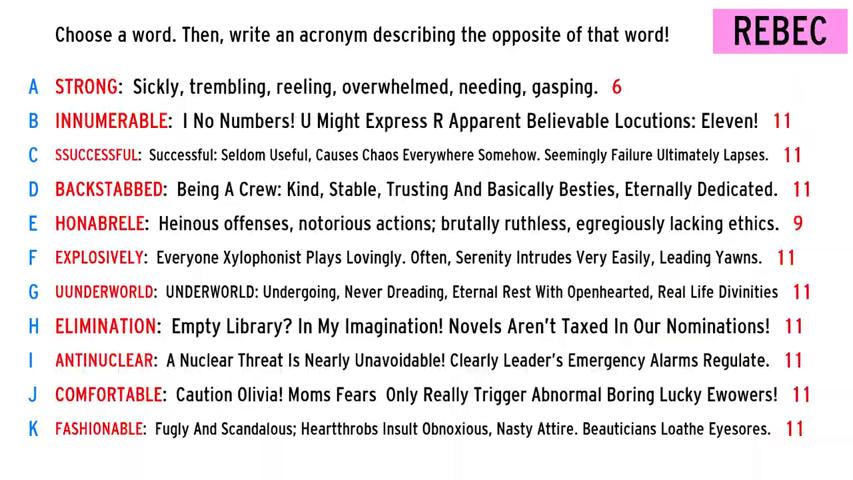 Choose a word. Then, write an acronym describing the opposite of that word!
REBEC
A STRONG: Sickly, trembling, reeling, overwhelmed, needing, gasping. 6
B INNUMERABLE: I No Numbers! U Might Express R Apparent Believable Locutions: Eleven! 11
C SSUCCESSFUL: Successful: Seldom Useful, Causes Chaos Everywhere Somehow. Seemingly Failure Ultimately Lapses. 11
D BACKSTABBED: Being A Crew: Kind, Stable, Trusting And Basically Besties, Eternally Dedicated. 11
E HONABRELE: Heinous offenses, notorious actions; brutally ruthless, egregiously lacking ethics. 9
F EXPLOSIVELY: Everyone Xylophonist Plays Lovingly. Often, Serenity Intrudes Very Easily, Leading Yawns. 11
G UUNDERWORLD: UNDERWORLD: Undergoing, Never Dreading, Eternal Rest With Openhearted, Real Life Divinities 11
H ELIMINATION: Empty Library? In My Imagination! Novels Aren't Taxed In Our Nominations! 11
I ANTINUCLEAR: A Nuclear Threat Is Nearly Unavoidable! Clearly Leader's Emergency Alarms Regulate. 11
J COMFORTABLE: Caution Olivia! Moms Fears Only Really Trigger Abnormal Boring Lucky Ewowers! 11
K FASHIONABLE: Fugly And Scandalous; Heartthrobs Insult Obnoxious, Nasty Attire. Beauticians Loathe Eyesores. 11